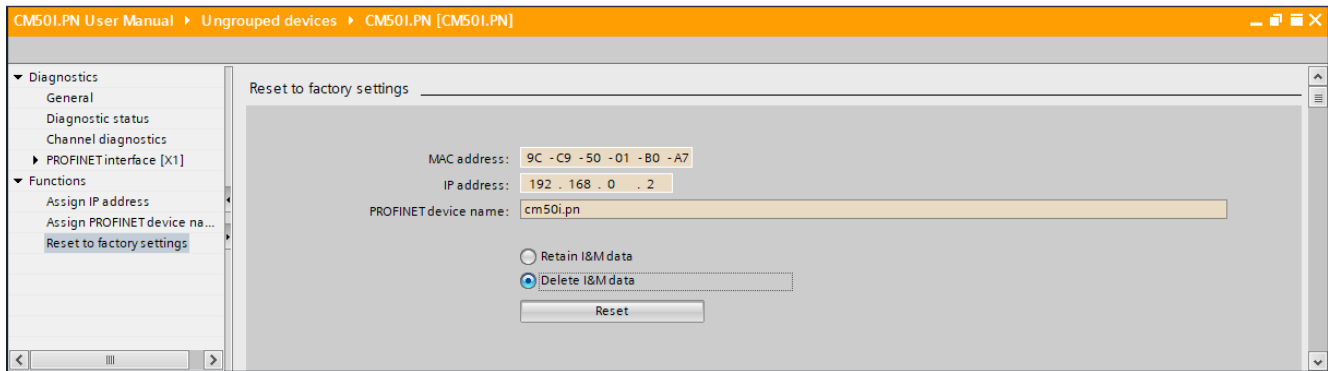 CM50I.PN User Manual ▸ Ungrouped devices ▸ CM50I.PN [CM50I.PN]
Diagnostics
General
Diagnostic status
Channel diagnostics
PROFINET interface [X1]
Functions
Assign IP address
Assign PROFINET device na...
Reset to factory settings
Reset to factory settings
MAC address: 9C -C9 -50 -01 -B0 -A7
IP address: 192 . 168 . 0 . 2
PROFINET device name: cm50i.pn
Retain I&M data
Delete I&M data
Reset